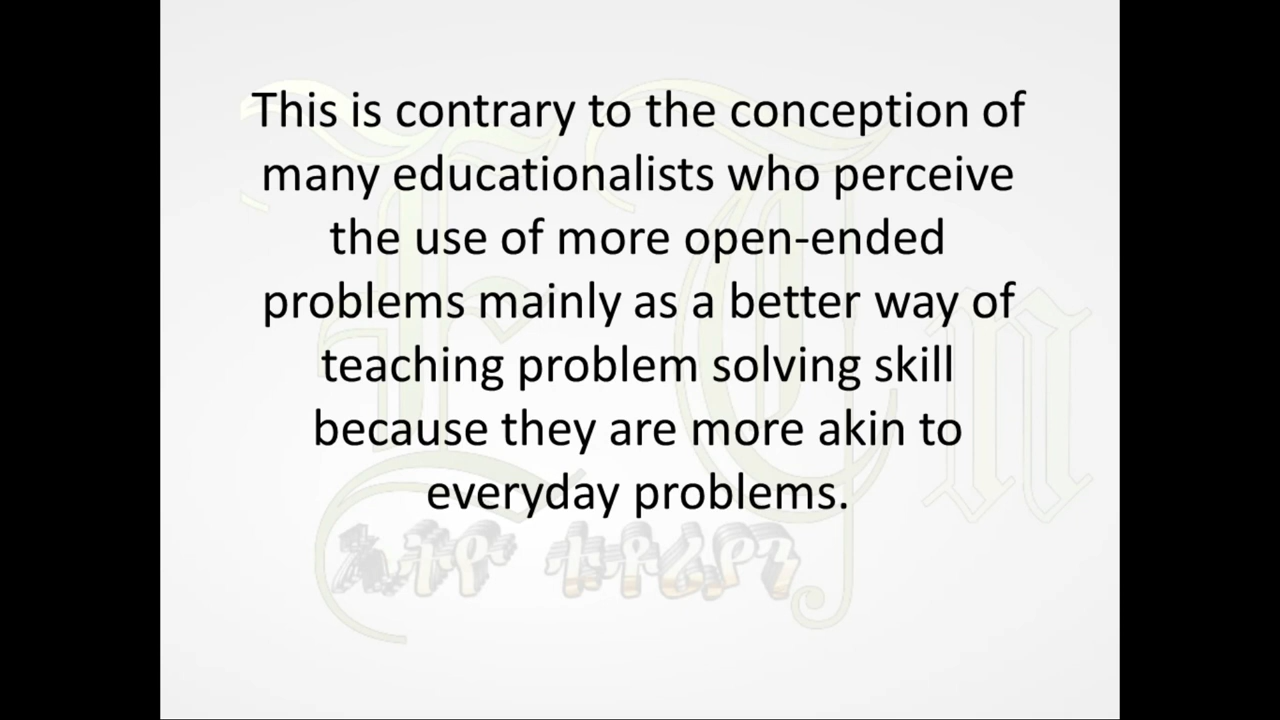 This is contrary to the conception of
many educationalists who perceive
the use of more open-ended
problems mainly as a better way of
teaching problem solving skill
because they are more akin to
everyday problems.